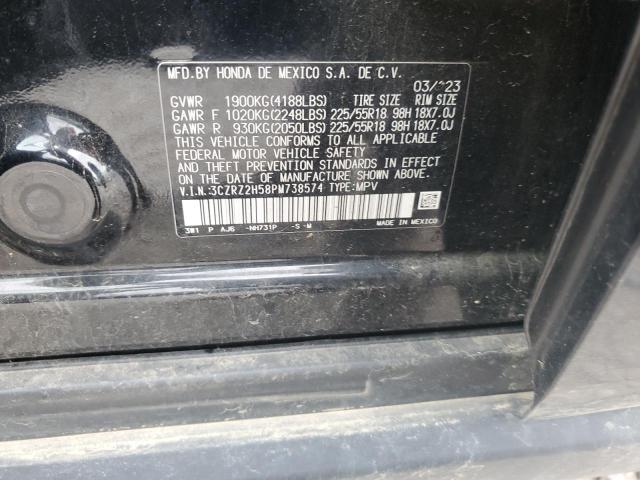 MFD.BY HONDA DE MEXICO S.A. DE C.V.
03/ 23
GVWR 1900KG(4188LBS) TIRE SIZE RIM SIZE
GAWR F 1020KG(2248LBS) 225/55R18 98H 18X7.0J
GAWR R 930KG(2050LBS) 225/55R18 98H 18X7.0J
THIS VEHICLE CONFORMS TO ALL APPLICABLE
FEDERAL MOTOR VEHICLE SAFETY
AND THEFT PREVENTION STANDARDS IN EFFECT
ON THE DATE OF MANUFACTURE SHOWN ABOVE.
V.I.N.:3CZRZ2H58PM738574 TYPE:MPV
3W1 P AJ6 -NH731P -S-M
MADE IN MEXICO